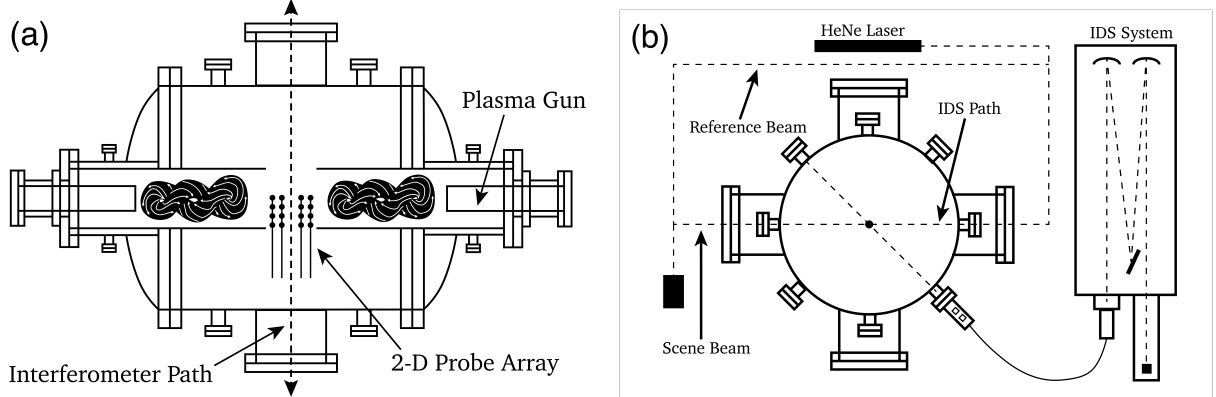 (a)
Plasma Gun
2-D Probe Array
Interferometer Path
(b)
HeNe Laser
IDS System
Reference Beam
IDS Path
Scene Beam